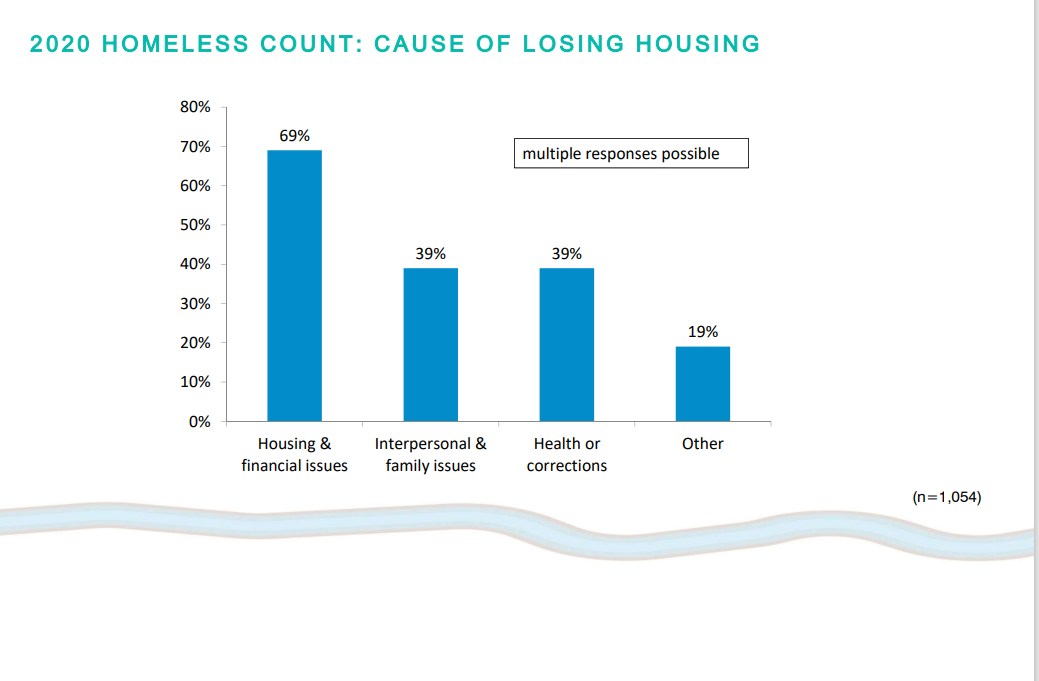 2020 HOMELESS COUNT: CAUSE OF LOSING HOUSING
80%
70%
60%
50%
40%
30%
20%
10%
0%
69%
39%
39%
19%
multiple responses possible
Housing &
financial issues
Interpersonal &
family issues
Health or
corrections
Other
(n=1,054)